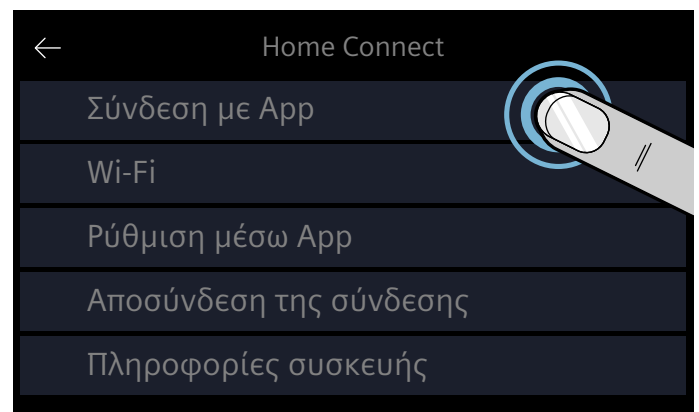 Home Connect
Σύνδεση με App
Wi-Fi
Ρύθμιση μέσω App
Αποσύνδεση της σύνδεσης
Πληροφορίες συσκευής